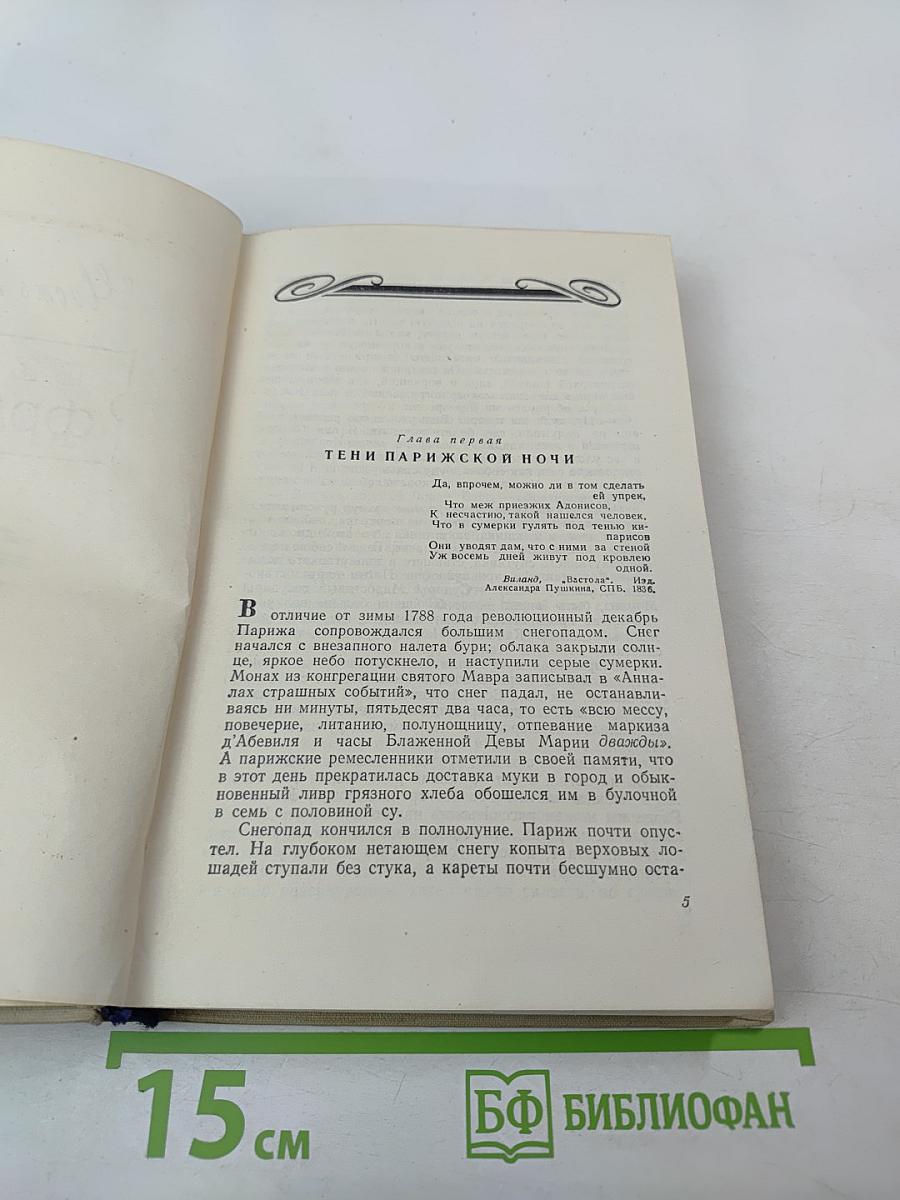 Глава первая
ТЕНИ ПАРИЖСКОЙ НОЧИ
Да, впрочем, можно ли в том сделать
ей упрек,
Что меж приезжих Адонисов,
К несчастию, такой нашелся человек,
Что в сумерки гулять под тенью ки-
парисов
Они уводят дам, что с ними за стеной
Уж восемь дней живут под кровлею
одной.
Виланд, „Вастола“. Изд.
Александра Пушкина, СПБ. 1836.
В отличие от зимы 1788 года революционный декабрь
Парижа сопровождался большим снегопадом. Снег
начался с внезапного налета бури; облака закрыли солн-
це, яркое небо потускнело, и наступили серые сумерки.
Монах из конгрегации святого Мавра записывал в «Анна-
лах страшных событий», что снег падал, не останавли-
ваясь ни минуты, пятьдесят два часа, то есть «всю мессу,
повечерие, литанию, полунощницу, отпевание маркиза
д'Абевиля и часы Блаженной Девы Марии дважды».
А парижские ремесленники отметили в своей памяти, что
в этот день прекратилась доставка муки в город и обык-
новенный ливр грязного хлеба обошелся им в булочной
в семь с половиной су.
Снегопад кончился в полнолуние. Париж почти опус-
тел. На глубоком нетающем снегу копыта верховых ло-
шадей ступали без стука, а кареты почти бесшумно оста-
5
15 см
БФ БИБЛИОФАН